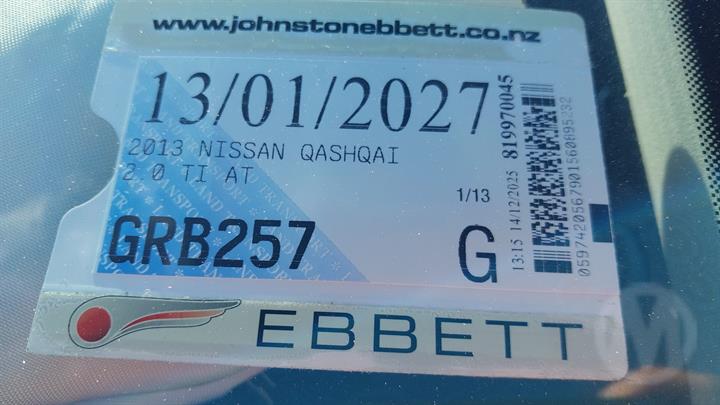 www.johnstonebbett.co.nz
13/01/2027
2013 NISSAN QASHQAI
2.0 TI AT
1/13
GRB257
G
13:15 14/12/2025 819970045
0597420567901560895232
EBBETT
M